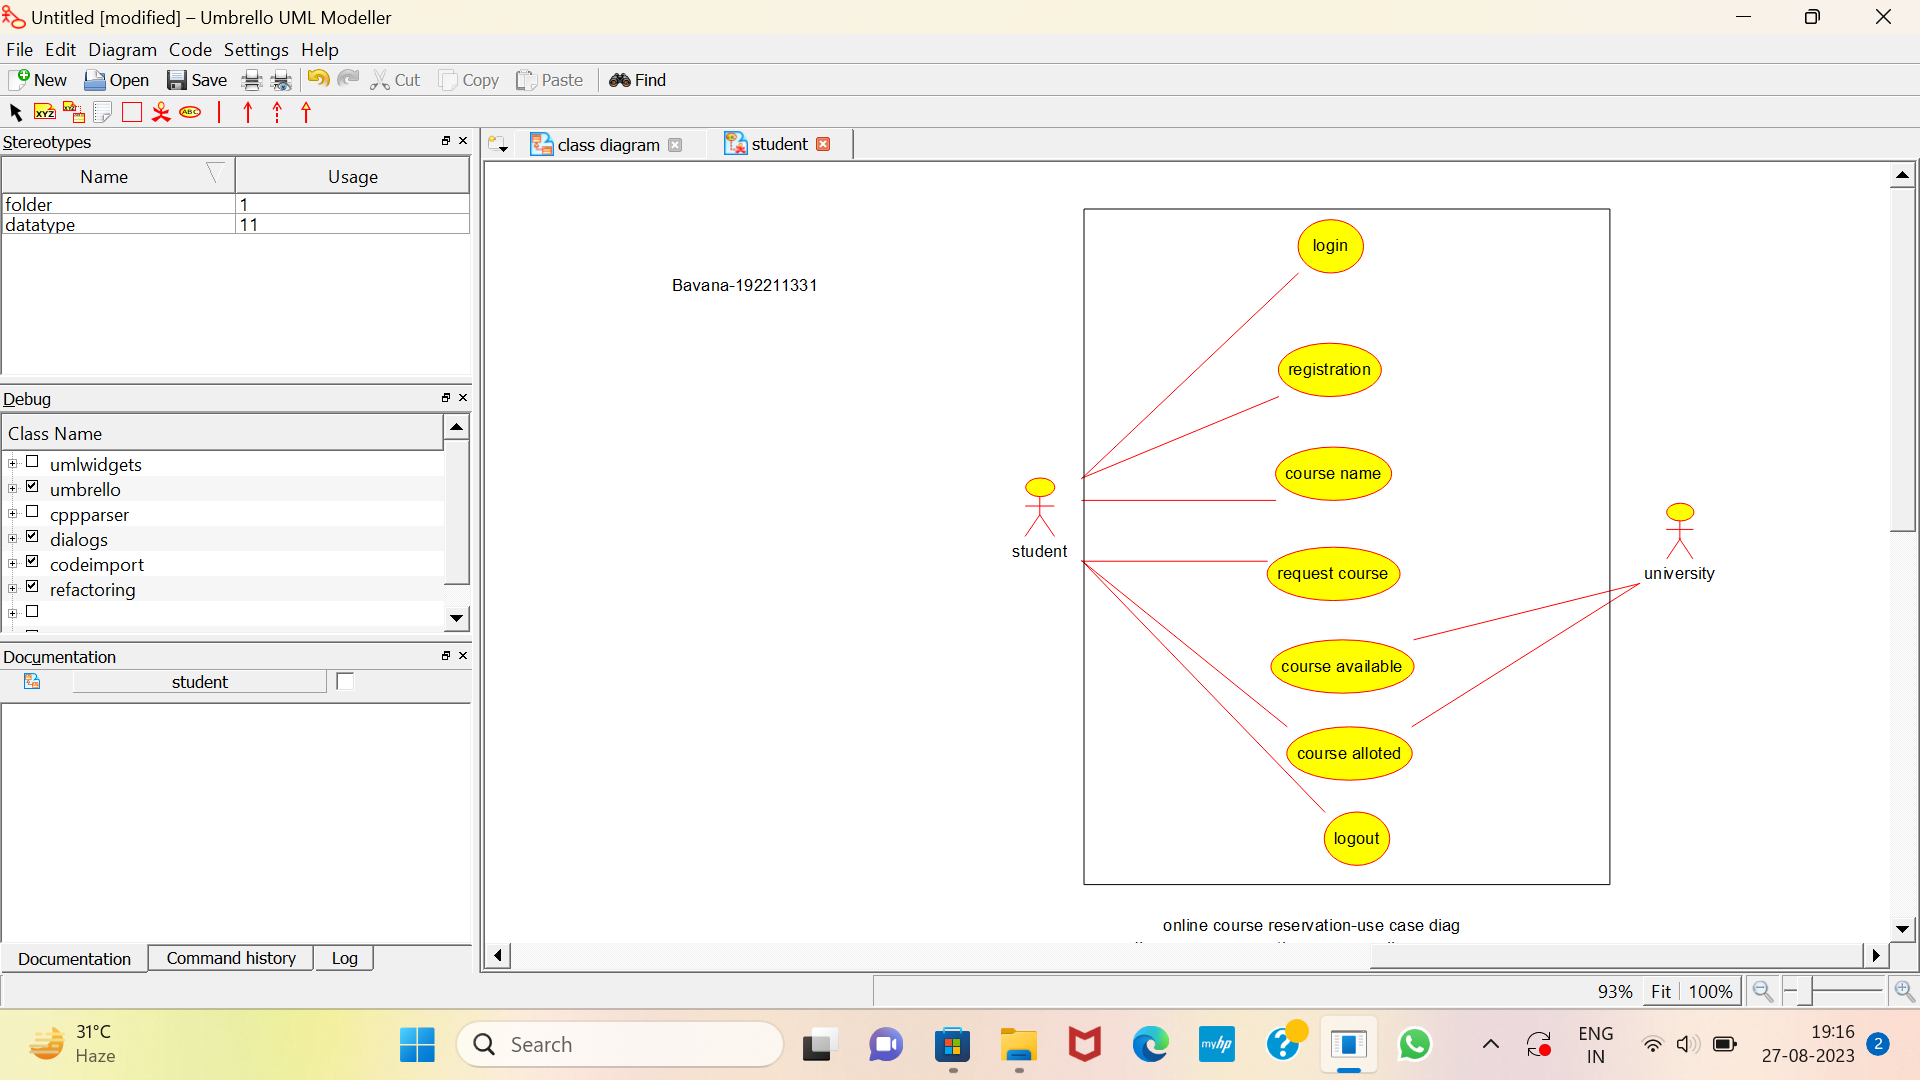 Untitled [modified] – Umbrello UML Modeller
File Edit Diagram Code Settings Help
New Open Save Cut Copy Paste Find
XYZ XYZ ABC
Stereotypes
Name Usage
folder 1
datatype 11
Debug
Class Name
umlwidgets
umbrello
cppparser
dialogs
codeimport
refactoring
Documentation
student
Documentation Command history Log
class diagram student
Bavana-192211331
login
registration
course name
student
request course
university
course available
course alloted
logout
online course reservation-use case diag
93% Fit 100%
31°C
Haze
Search
myhp
ENG
IN
19:16
27-08-2023
2